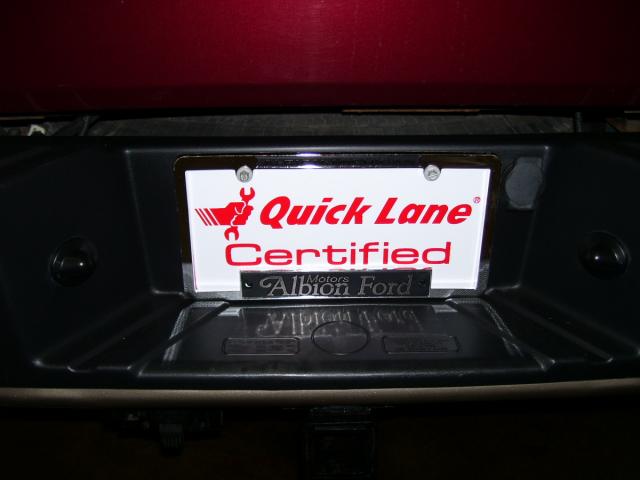 Quick Lane®
Certified
Motors
Albion Ford